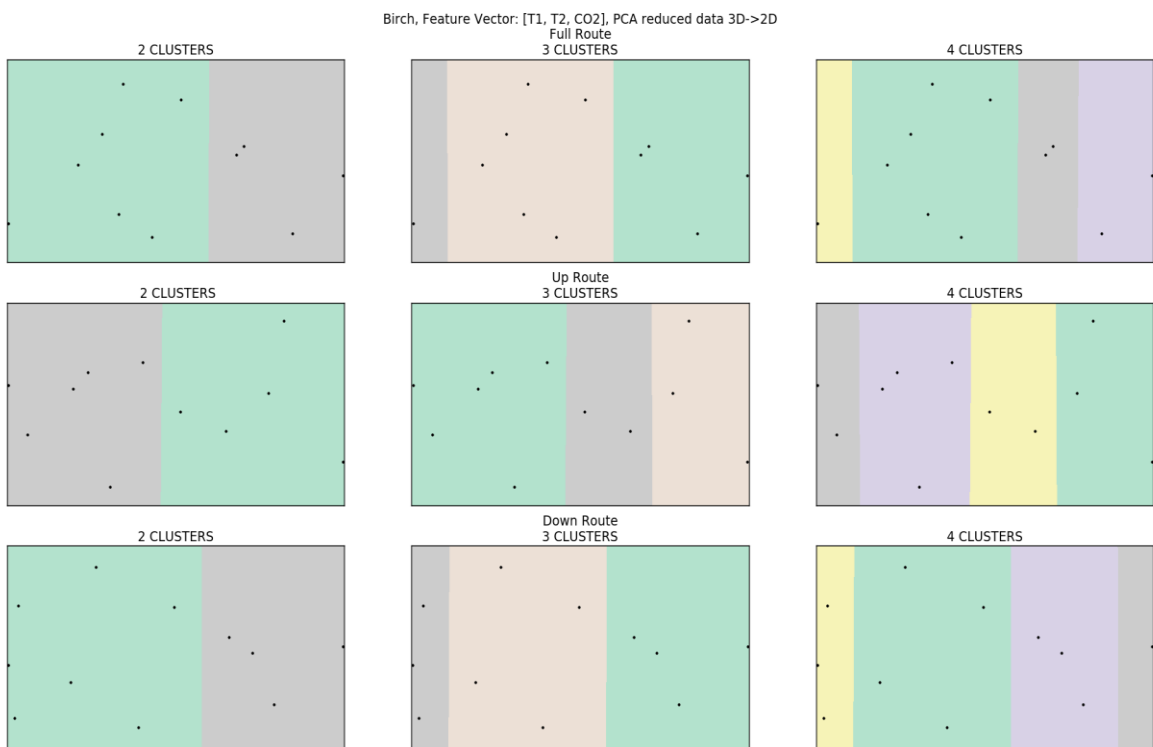 Birch, Feature Vector: [T1, T2, CO2], PCA reduced data 3D->2D
Full Route
2 CLUSTERS
3 CLUSTERS
4 CLUSTERS
Up Route
2 CLUSTERS
3 CLUSTERS
4 CLUSTERS
Down Route
2 CLUSTERS
3 CLUSTERS
4 CLUSTERS